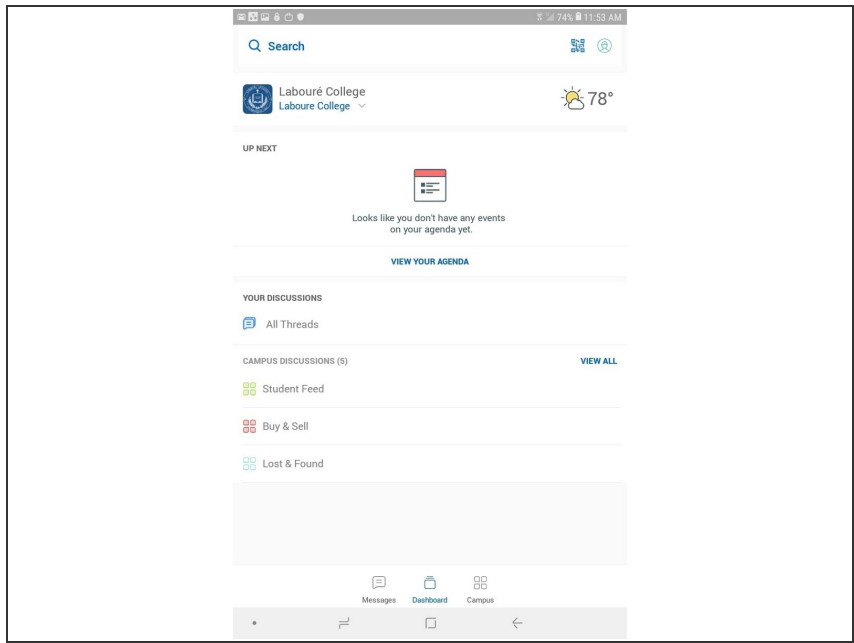 74% 11:53 AM
Search
Labouré College
Laboure College
78°
UP NEXT
Looks like you don't have any events
on your agenda yet.
VIEW YOUR AGENDA
YOUR DISCUSSIONS
All Threads
CAMPUS DISCUSSIONS (5) VIEW ALL
Student Feed
Buy & Sell
Lost & Found
Messages Dashboard Campus